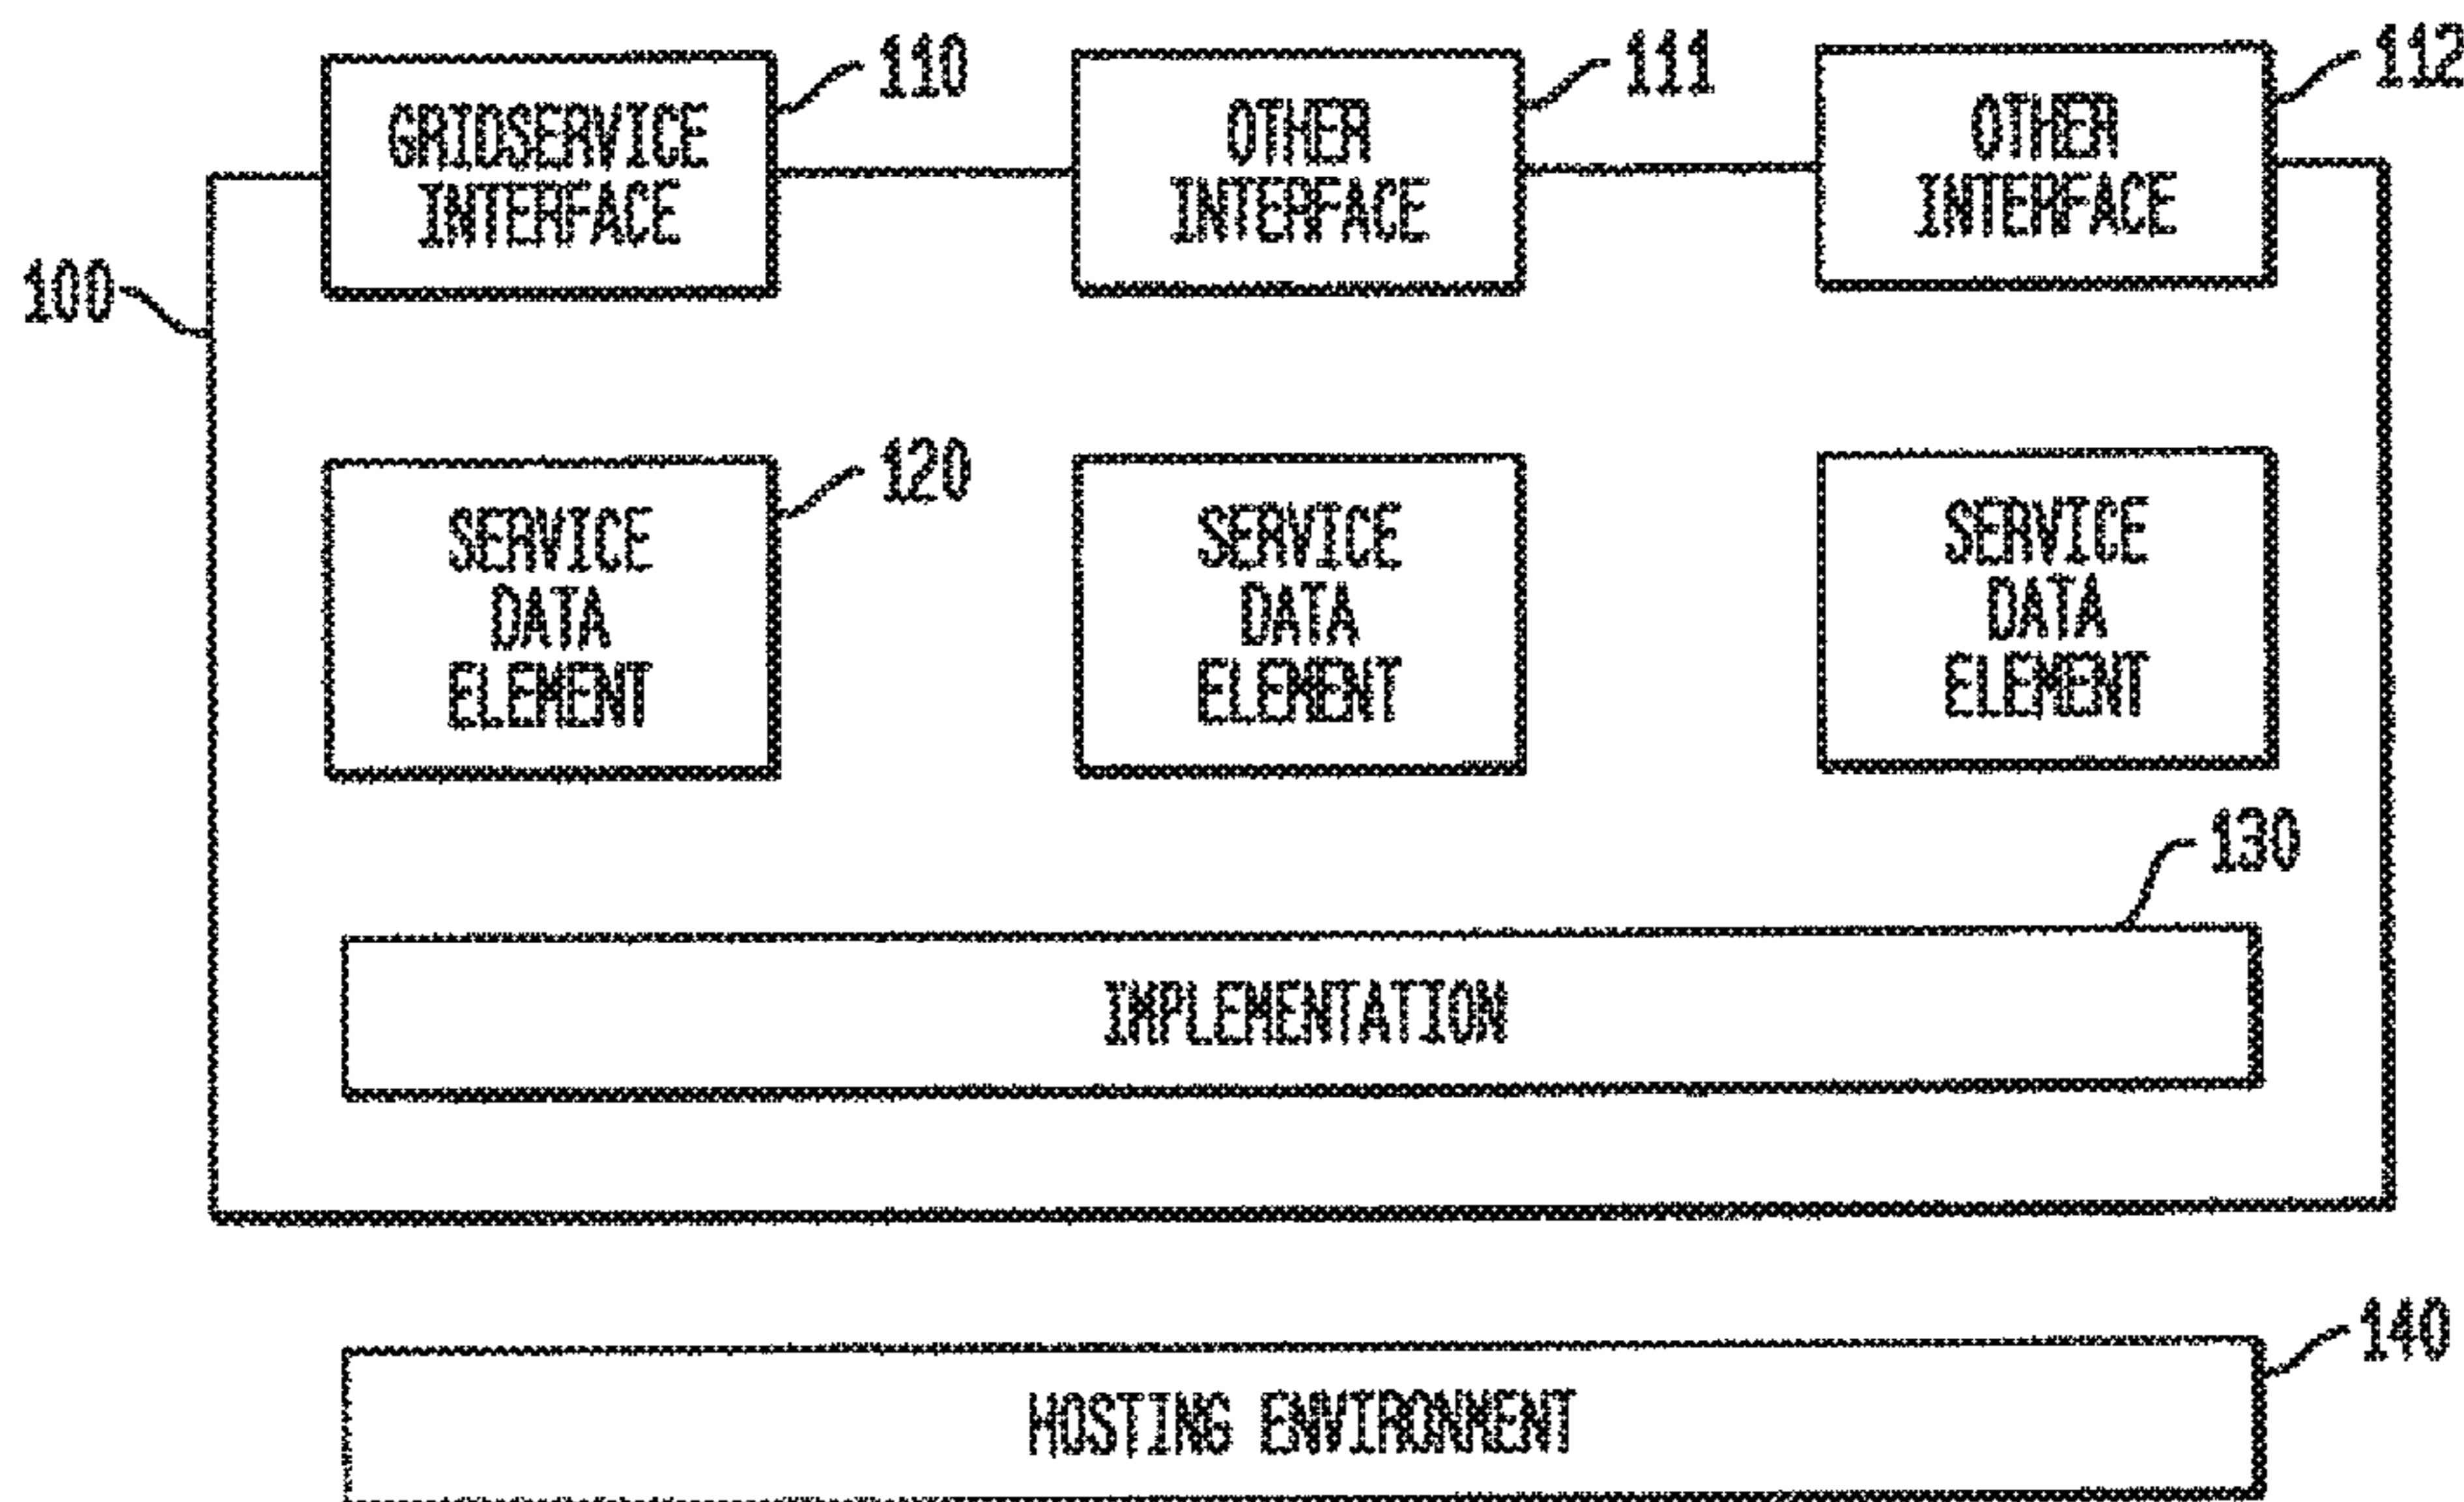 110
111
112
GRIDSERVICE
INTERFACE
OTHER
INTERFACE
OTHER
INTERFACE
100
120
SERVICE
DATA
ELEMENT
SERVICE
DATA
ELEMENT
SERVICE
DATA
ELEMENT
130
IMPLEMENTATION
140
HOSTING ENVIRONMENT